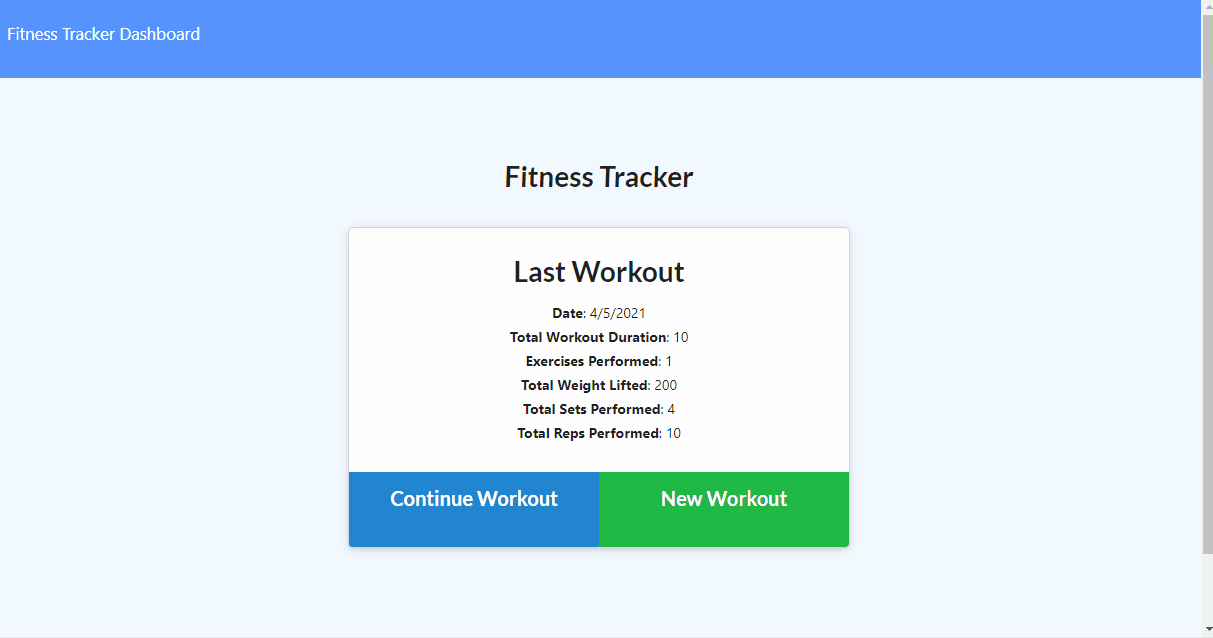 Fitness Tracker Dashboard
Fitness Tracker
Last Workout
Date: 4/5/2021
Total Workout Duration: 10
Exercises Performed: 1
Total Weight Lifted: 200
Total Sets Performed: 4
Total Reps Performed: 10
Continue Workout
New Workout